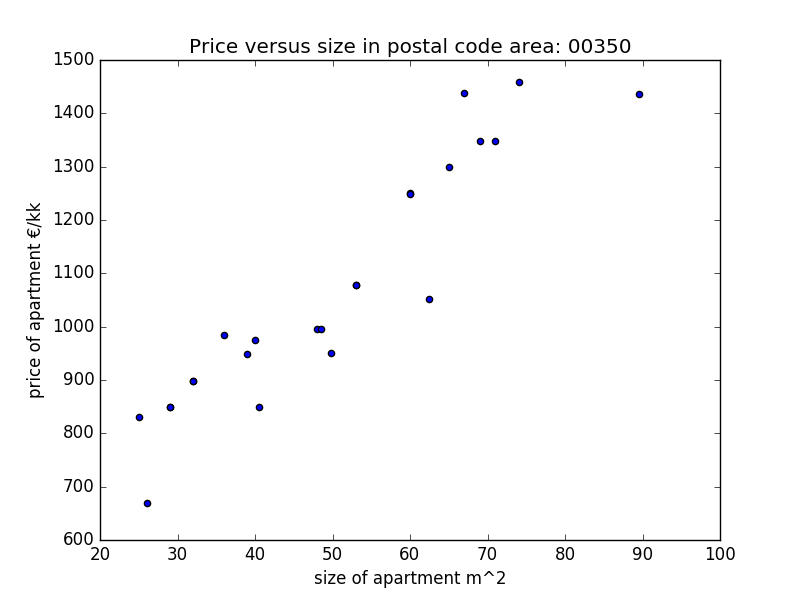 Price versus size in postal code area: 00350
1500
1400
1300
1200
1100
1000
900
800
700
600
price of apartment €/kk
20 30 40 50 60 70 80 90 100
size of apartment m^2